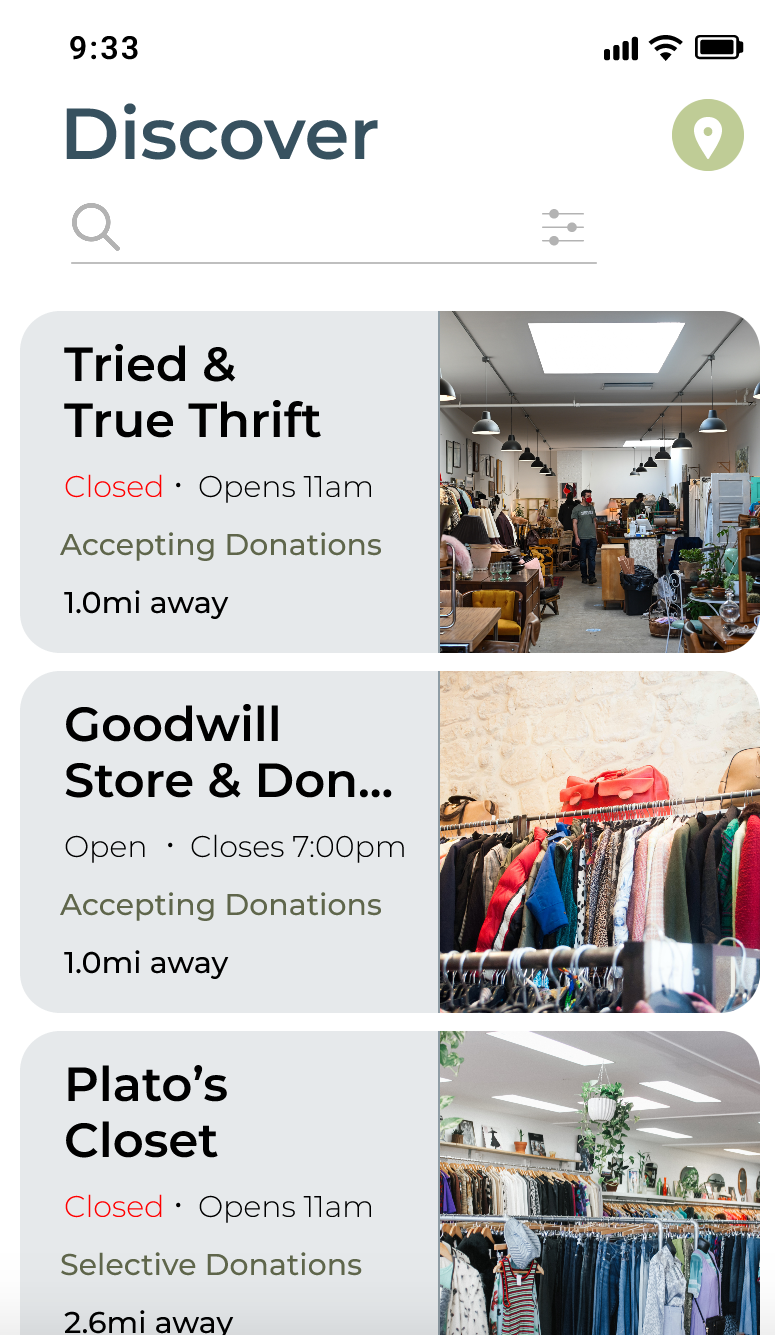 9:33
Discover
Tried &
True Thrift
Closed · Opens 11am
Accepting Donations
1.0mi away
Goodwill
Store & Don...
Open · Closes 7:00pm
Accepting Donations
1.0mi away
Plato’s
Closet
Closed · Opens 11am
Selective Donations
2.6mi away